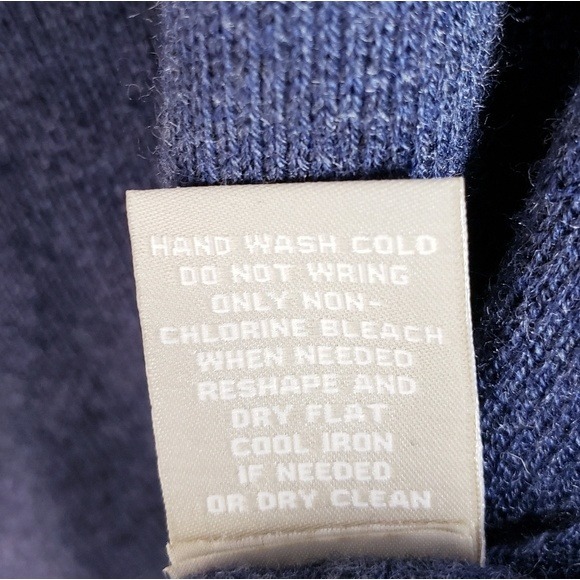 HAND WASH COLD
DO NOT WRING
ONLY NON-
CHLORINE BLEACH
WHEN NEEDED
RESHAPE AND
DRY FLAT
COOL IRON
IF NEEDED
OR DRY CLEAN